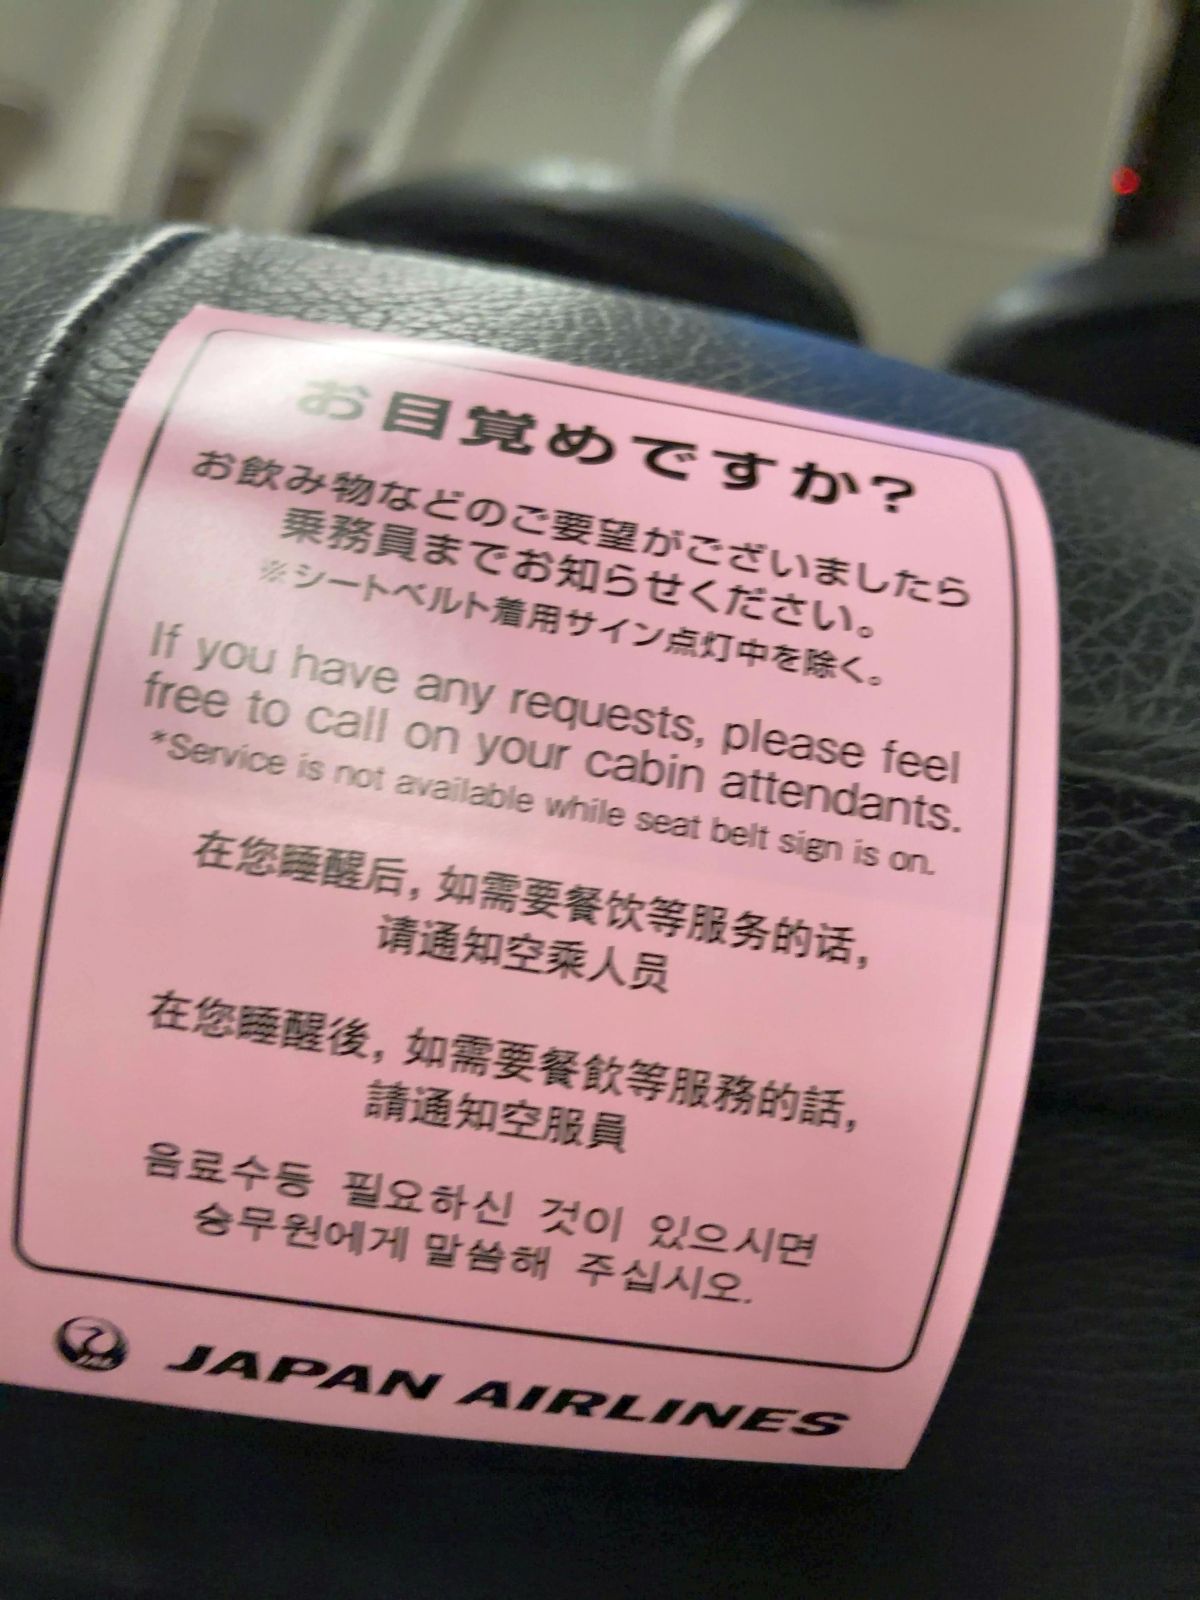 お目覚めですか?
お飲み物などのご要望がございましたら
乗務員までお知らせください。
※シートベルト着用サイン点灯中を除く。
If you have any requests, please feel
free to call on your cabin attendants.
*Service is not available while seat belt sign is on.
在您睡醒后，如需要餐饮等服务的话，
请通知空乘人员
在您睡醒後，如需要餐飲等服務的話，
請通知空服員
음료수등 필요하신 것이 있으시면
승무원에게 말씀해 주십시오.
JAPAN AIRLINES